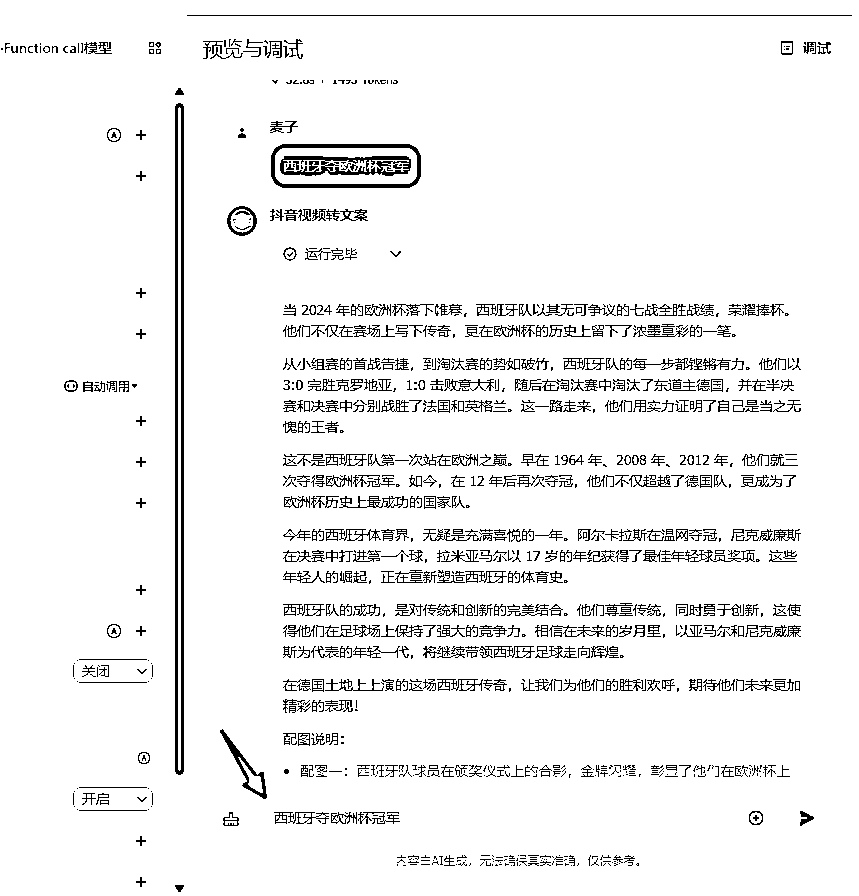 ·Function call模型
预览与调试
调试
32.8s | 1493 Tokens
麦子
西班牙夺欧洲杯冠军
抖音视频转文案
运行完毕
当 2024 年的欧洲杯落下帷幕，西班牙队以其无可争议的七战全胜战绩，荣耀捧杯。
他们不仅在赛场上写下传奇，更在欧洲杯的历史上留下了浓墨重彩的一笔。
从小组赛的首战告捷，到淘汰赛的势如破竹，西班牙队的每一步都铿锵有力。他们以
3:0 完胜克罗地亚，1:0 击败意大利，随后在淘汰赛中淘汰了东道主德国，并在半决
赛和决赛中分别战胜了法国和英格兰。这一路走来，他们用实力证明了自己是当之无
愧的王者。
自动调用
这不是西班牙队第一次站在欧洲之巅。早在 1964 年、2008 年、2012 年，他们就三
次夺得欧洲杯冠军。如今，在 12 年后再次夺冠，他们不仅超越了德国队，更成为了
欧洲杯历史上最成功的国家队。
今年的西班牙体育界，无疑是充满喜悦的一年。阿尔卡拉斯在温网夺冠，尼克威廉斯
在决赛中打进第一个球，拉米亚马尔以 17 岁的年纪获得了最佳年轻球员奖项。这些
年轻人的崛起，正在重新塑造西班牙的体育史。
西班牙队的成功，是对传统和创新的完美结合。他们尊重传统，同时勇于创新，这使
得他们在足球场上保持了强大的竞争力。相信在未来的岁月里，以亚马尔和尼克威廉
斯为代表的年轻一代，将继续带领西班牙足球走向辉煌。
关闭
在德国土地上上演的这场西班牙传奇，让我们为他们的胜利欢呼，期待他们未来更加
精彩的表现！
配图说明：
• 配图一：西班牙队球员在颁奖仪式上的合影，金牌闪耀，彰显了他们在欧洲杯上
开启
西班牙夺欧洲杯冠军
内容由AI生成，无法确保真实准确，仅供参考。